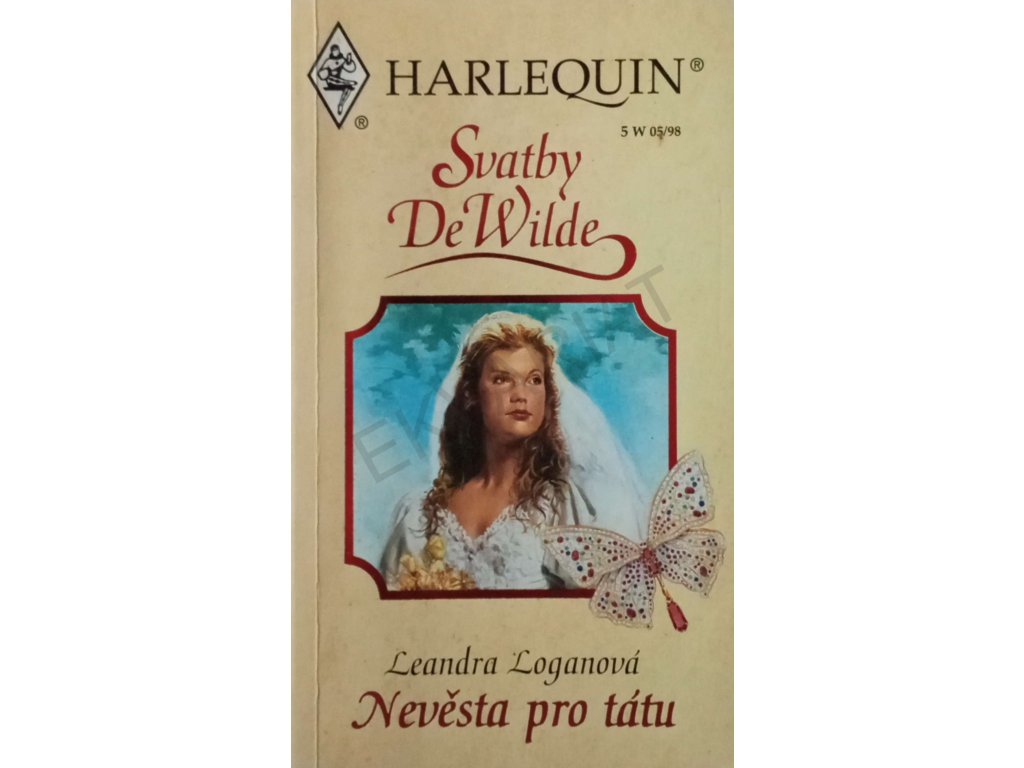 HARLEQUIN®
®
5 W 05/98
Svatby
DeWilde
Leandra Loganová
Nevěsta pro tátu